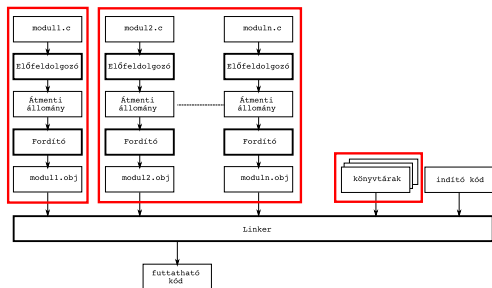 modul1.c
modul2.c
moduln.c
Előfeldolgozó
Előfeldolgozó
Előfeldolgozó
Átmenti
állomány
Átmenti
állomány
Átmenti
állomány
Fordító
Fordító
Fordító
modul1.obj
modul2.obj
moduln.obj
könyvtárak
indító kód
Linker
futtatható
kód